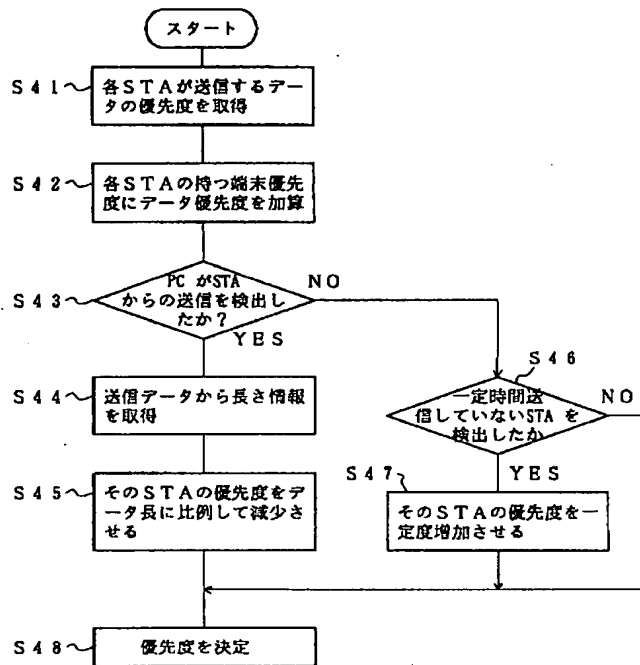 スタート
S41
各STAが送信するデー
タの優先度を取得
S42
各STAの持つ端末優先
度にデータ優先度を加算
S43
PCがSTA
からの送信を検出し
たか?
NO
YES
S44
送信データから長さ情報
を取得
S45
そのSTAの優先度をデ
ータ長に比例して減少さ
せる
S46
一定時間送
信していないSTAを
検出したか
NO
YES
S47
そのSTAの優先度を一
定度増加させる
S48
優先度を決定